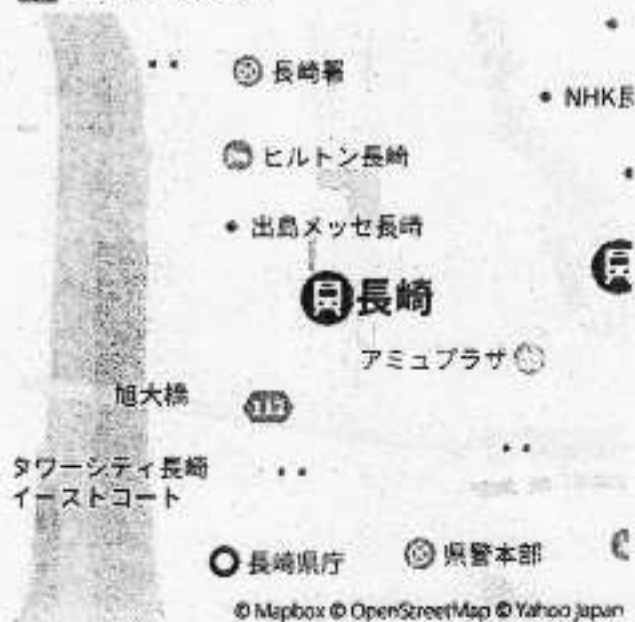 長崎署
NHK長
ヒルトン長崎
出島メッセ長崎
長崎
アミュプラザ
旭大橋
112
タワーシティ長崎
イーストコート
長崎県庁
県警本部
© Mapbox © OpenStreetMap © Yahoo Japan